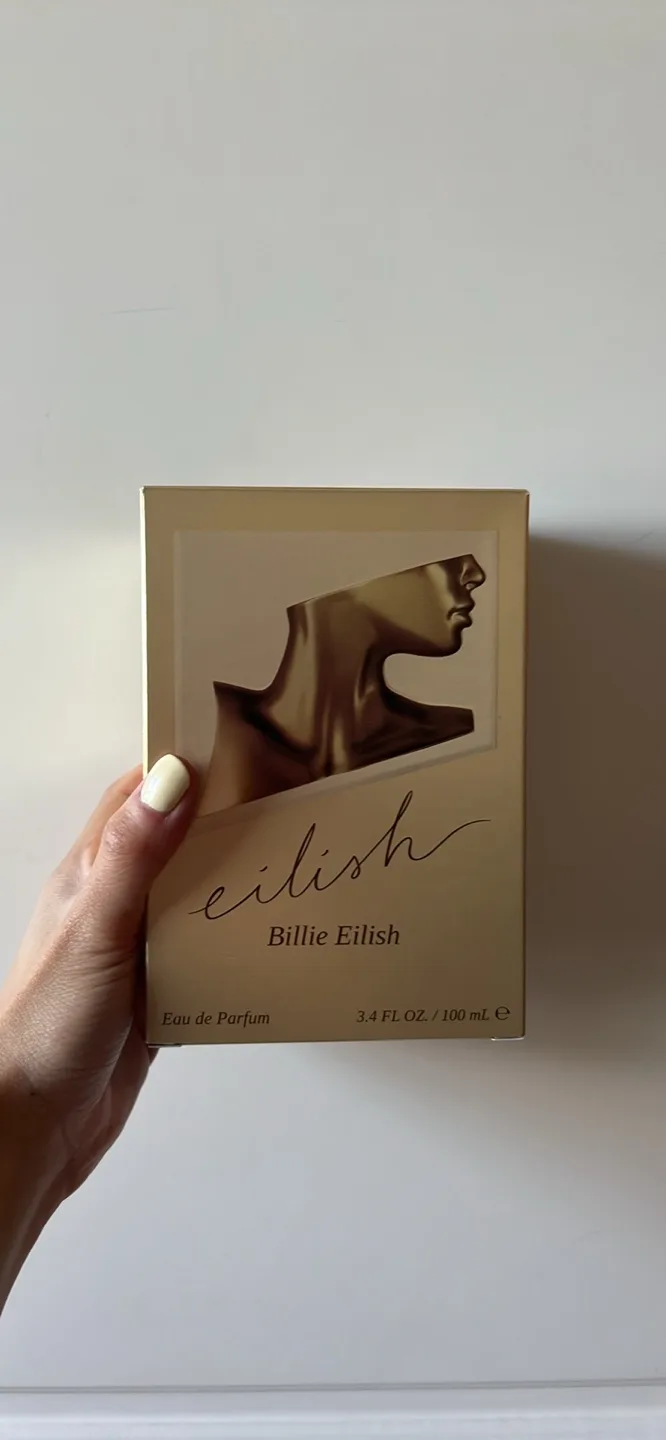 eilish
Billie Eilish
Eau de Parfum 3.4 FL OZ. / 100 mL ℮